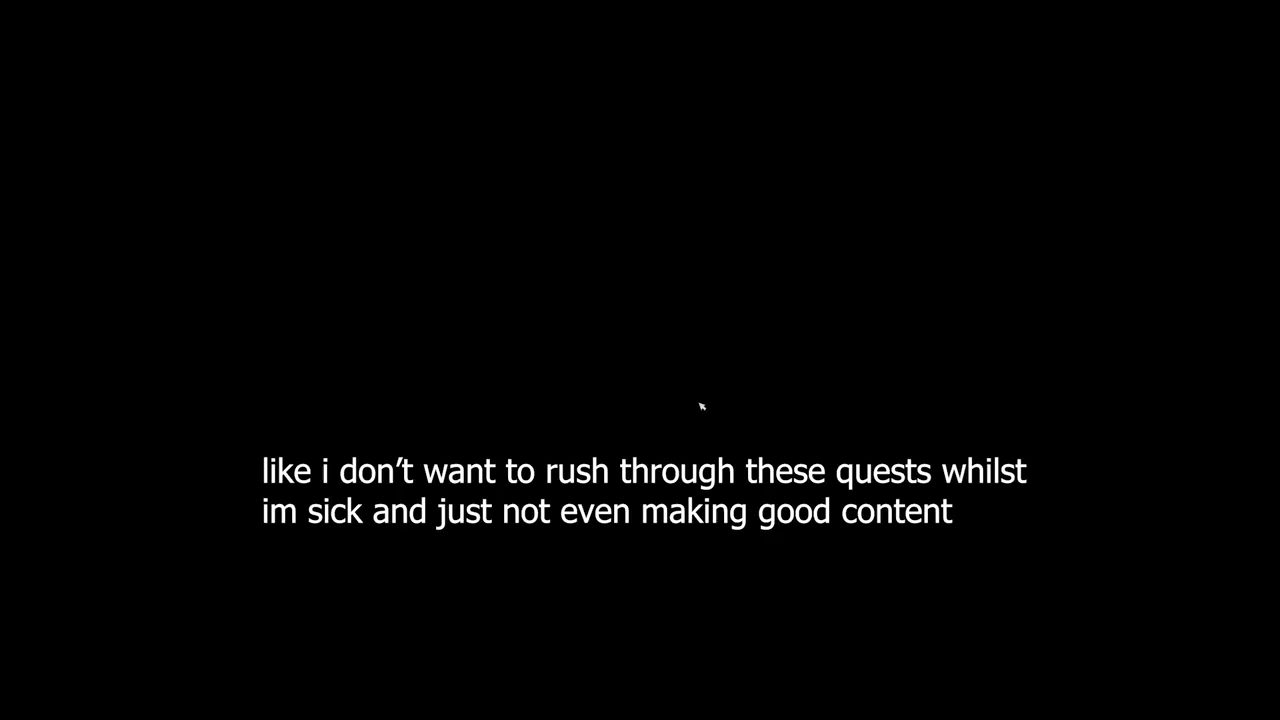 like i don’t want to rush through these quests whilst
im sick and just not even making good content